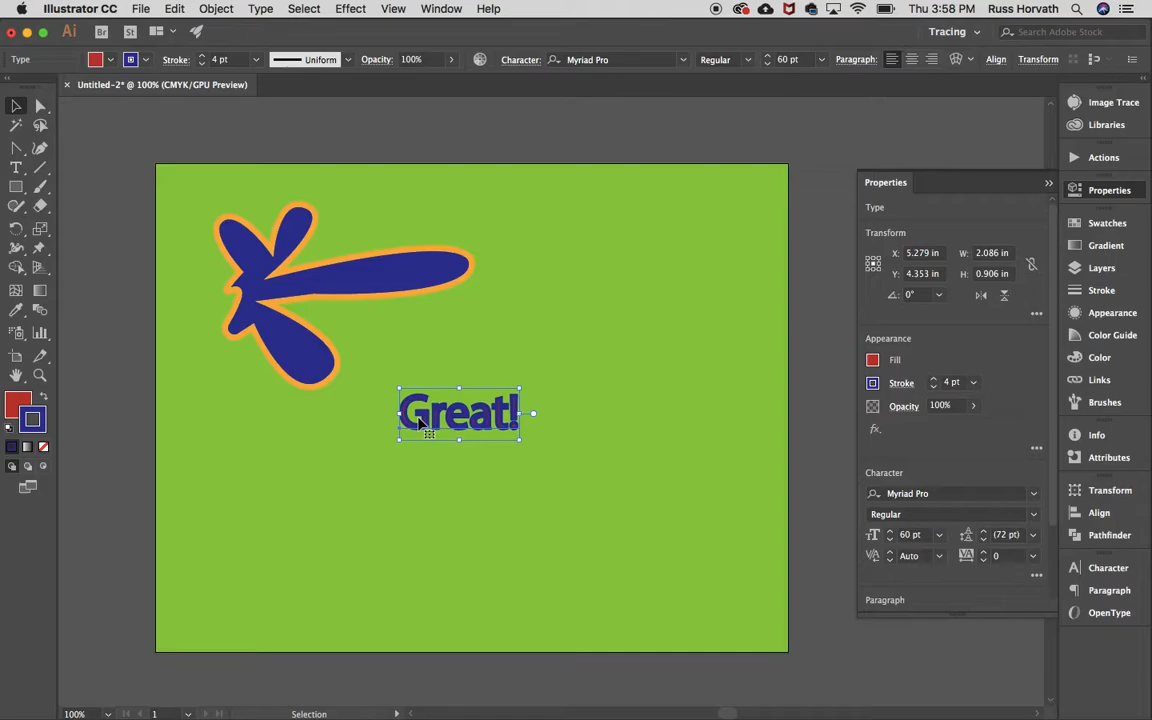 Illustrator CC File Edit Object Type Select Effect View Window Help Thu 3:58 PM Russ Horvath
Ai Br St Tracing Search Adobe Stock
Type Stroke: 4 pt Uniform Opacity: 100% Character: Myriad Pro Regular 60 pt Paragraph: Align Transform
Untitled-2* @ 100% (CMYK/GPU Preview)
Image Trace
Libraries
Actions
Properties
Swatches
Gradient
Layers
Stroke
Appearance
Color Guide
Color
Links
Brushes
Info
Attributes
Transform
Align
Pathfinder
Character
Paragraph
OpenType
Properties
Type
Transform
X: 5.279 in W: 2.086 in
Y: 4.353 in H: 0.906 in
0°
Appearance
Fill
Stroke 4 pt
Opacity 100%
fx.
Character
Myriad Pro
Regular
60 pt (72 pt)
Auto 0
Paragraph
Great!
100% 1 Selection